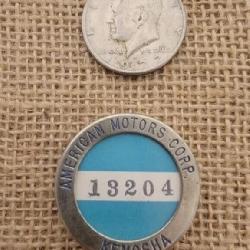 AMERICAN MOTORS CORP.
13204
KENOSHA